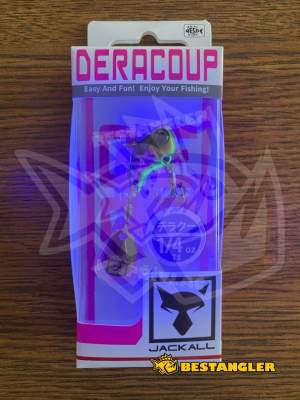 DERACOUP
Easy And Fun! Enjoy Your Fishing!
デラクー
1/4 oz
JACKALL
BESTANGLER